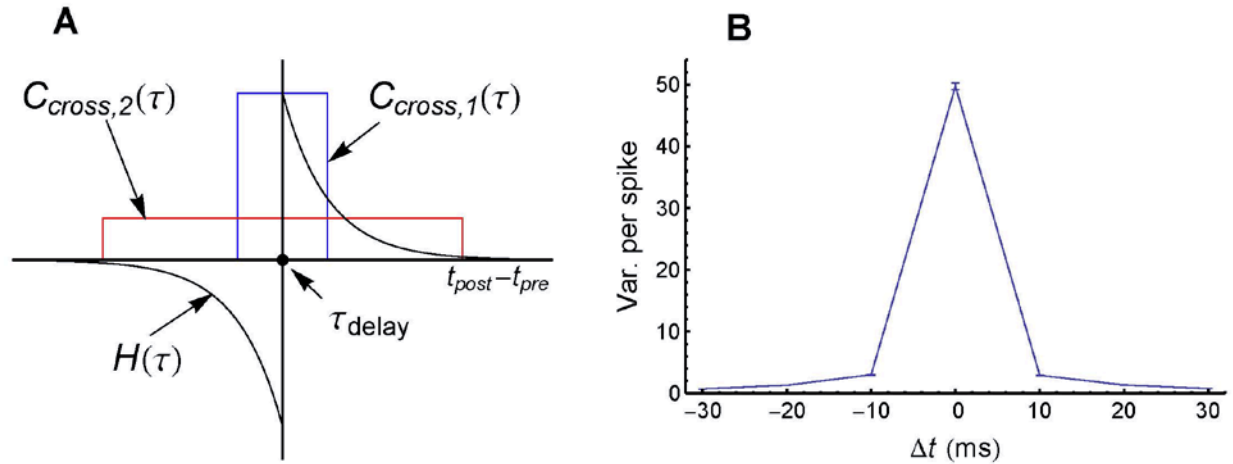 A
C_cross,2(τ)
C_cross,1(τ)
t_post−t_pre
τ_delay
H(τ)
B
Var. per spike
50
40
30
20
10
0
−30 −20 −10 0 10 20 30
Δt (ms)